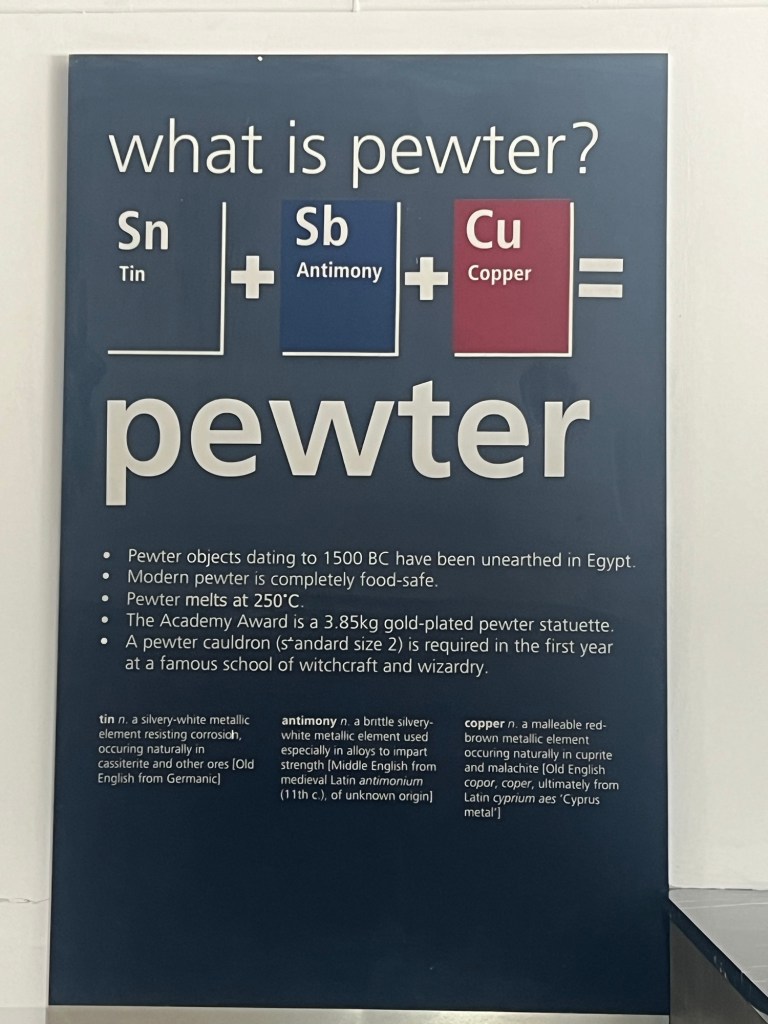 what is pewter?
Sn + Sb + Cu =
Tin Antimony Copper
pewter
• Pewter objects dating to 1500 BC have been unearthed in Egypt.
• Modern pewter is completely food-safe.
• Pewter melts at 250°C.
• The Academy Award is a 3.85kg gold-plated pewter statuette.
• A pewter cauldron (standard size 2) is required in the first year
at a famous school of witchcraft and wizardry.
tin n. a silvery-white metallic
element resisting corrosion,
occuring naturally in
cassiterite and other ores [Old
English from Germanic]
antimony n. a brittle silvery-
white metallic element used
especially in alloys to impart
strength [Middle English from
medieval Latin antimonium
(11th c.), of unknown origin]
copper n. a malleable red-
brown metallic element
occuring naturally in cuprite
and malachite [Old English
copor, coper, ultimately from
Latin cyprium aes 'Cyprus
metal']